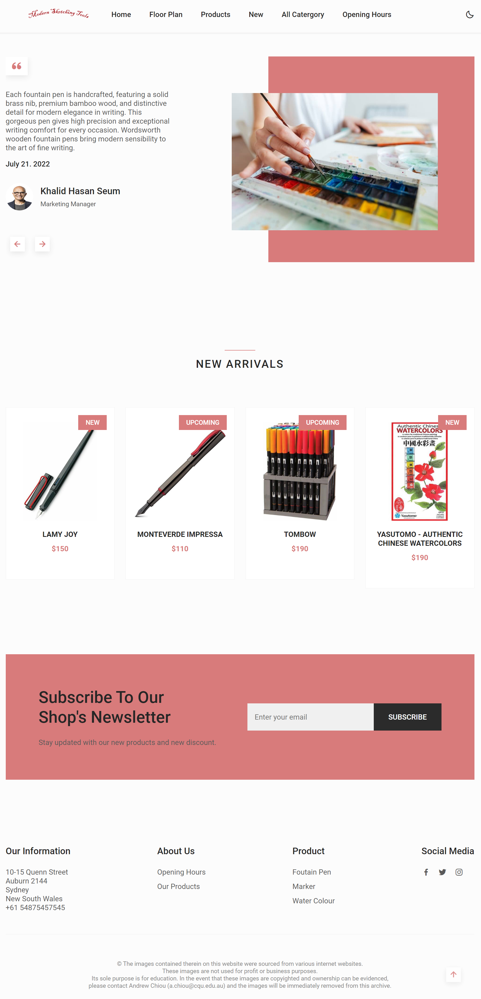 Modern Sketching Tools
Home Floor Plan Products New All Catergory Opening Hours
Each fountain pen is handcrafted, featuring a solid
brass nib, premium bamboo wood, and distinctive
detail for modern elegance in writing. This
gorgeous pen gives high precision and exceptional
writing comfort for every occasion. Wordsworth
wooden fountain pens bring modern sensibility to
the art of fine writing.
July 21. 2022
Khalid Hasan Seum
Marketing Manager
NEW ARRIVALS
NEW
LAMY JOY
$150
UPCOMING
MONTEVERDE IMPRESSA
$110
UPCOMING
TOMBOW
$190
NEW
Authentic Chines
WATERCOLORS
12 colors for traditional Chinese painting
中國水彩畫
CP12
Yasutomo
YASUTOMO - AUTHENTIC
CHINESE WATERCOLORS
$190
Subscribe To Our
Shop's Newsletter
Stay updated with our new products and new discount.
Enter your email
SUBSCRIBE
Our Information
10-15 Quenn Street
Auburn 2144
Sydney
New South Wales
+61 54875457545
About Us
Opening Hours
Our Products
Product
Foutain Pen
Marker
Water Colour
Social Media
© The images contained therein on this website were sourced from various internet websites.
These images are not used for profit or business purposes.
Its sole purpose is for education. In the event that these images are copyighted and ownership can be evidenced,
please contact Andrew Chiou (a.chiou@cqu.edu.au) and the images will be immediately removed from this archive.